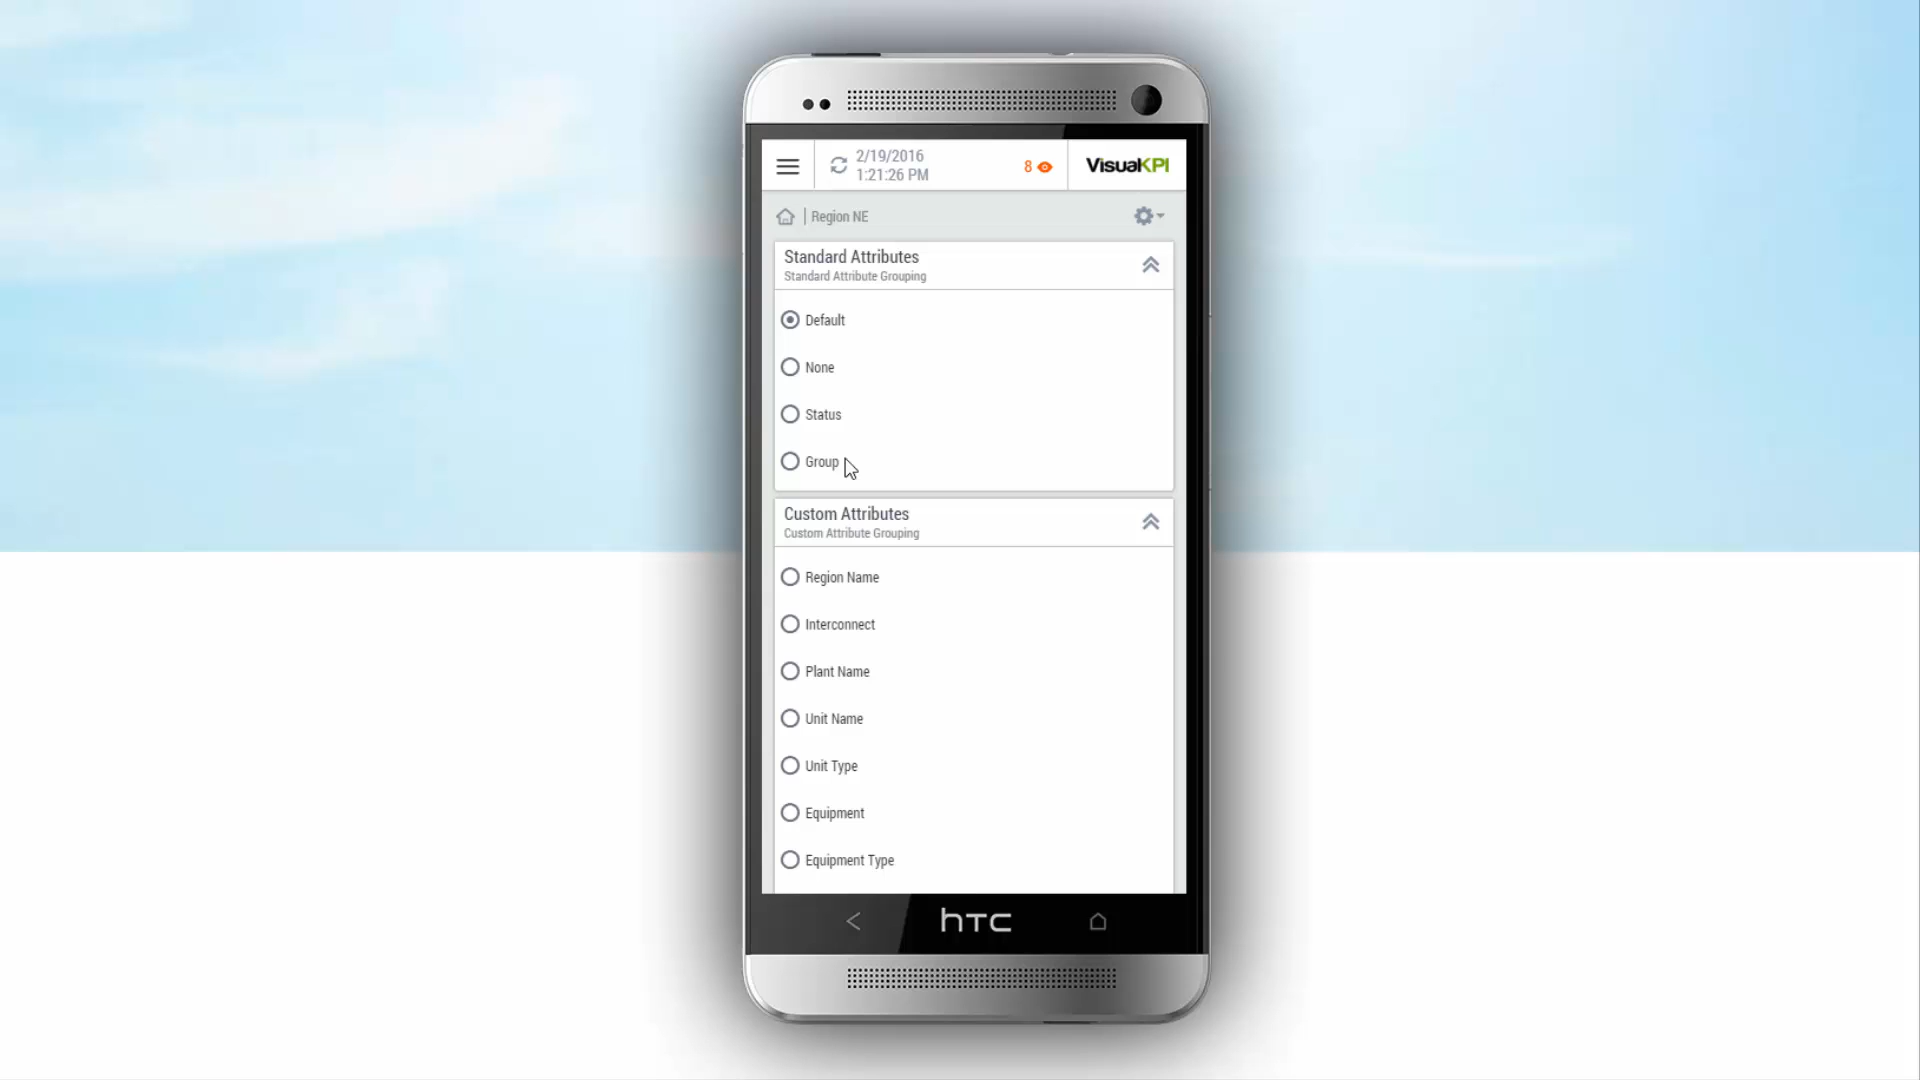 2/19/2016
1:21:26 PM
8
VisualKPI
| Region NE
Standard Attributes
Standard Attribute Grouping
Default
None
Status
Group
Custom Attributes
Custom Attribute Grouping
Region Name
Interconnect
Plant Name
Unit Name
Unit Type
Equipment
Equipment Type
hTC